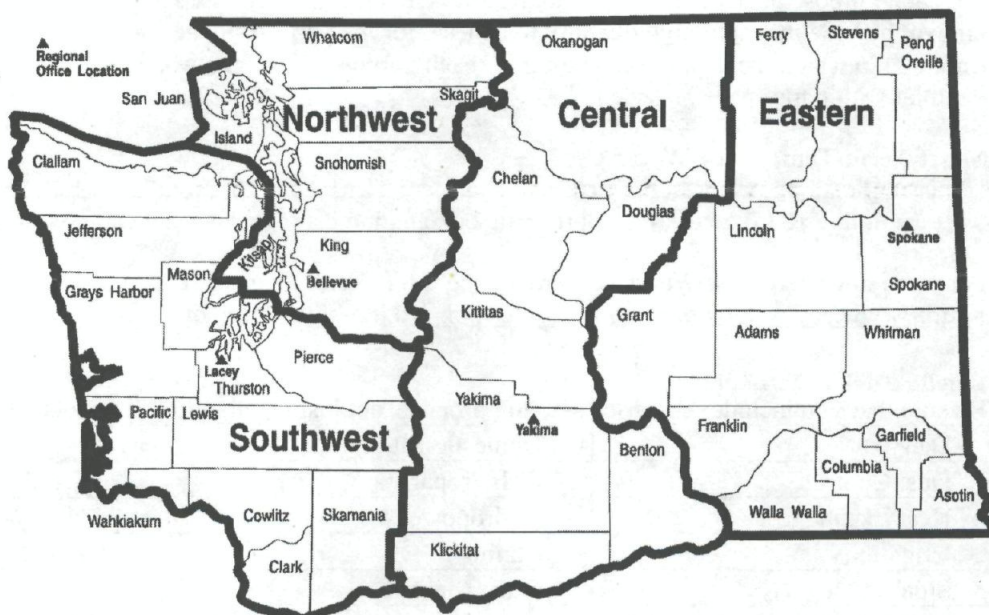 ▲
Regional
Office Location
Whatcom
Okanogan
Ferry
Stevens
Pend
Oreille
San Juan
Skagit
Island
Northwest
Central
Eastern
Clallam
Snohomish
Chelan
Douglas
Jefferson
Lincoln
Kitsap
King
▲
Spokane
Mason
▲
Bellevue
Spokane
Grays Harbor
Kittitas
Grant
Adams
Whitman
Pierce
▲
Lacey
Thurston
Yakima
Pacific
Lewis
▲
Yakima
Franklin
Southwest
Benton
Garfield
Columbia
Asotin
Wahkiakum
Cowlitz
Skamania
Walla Walla
Klickitat
Clark